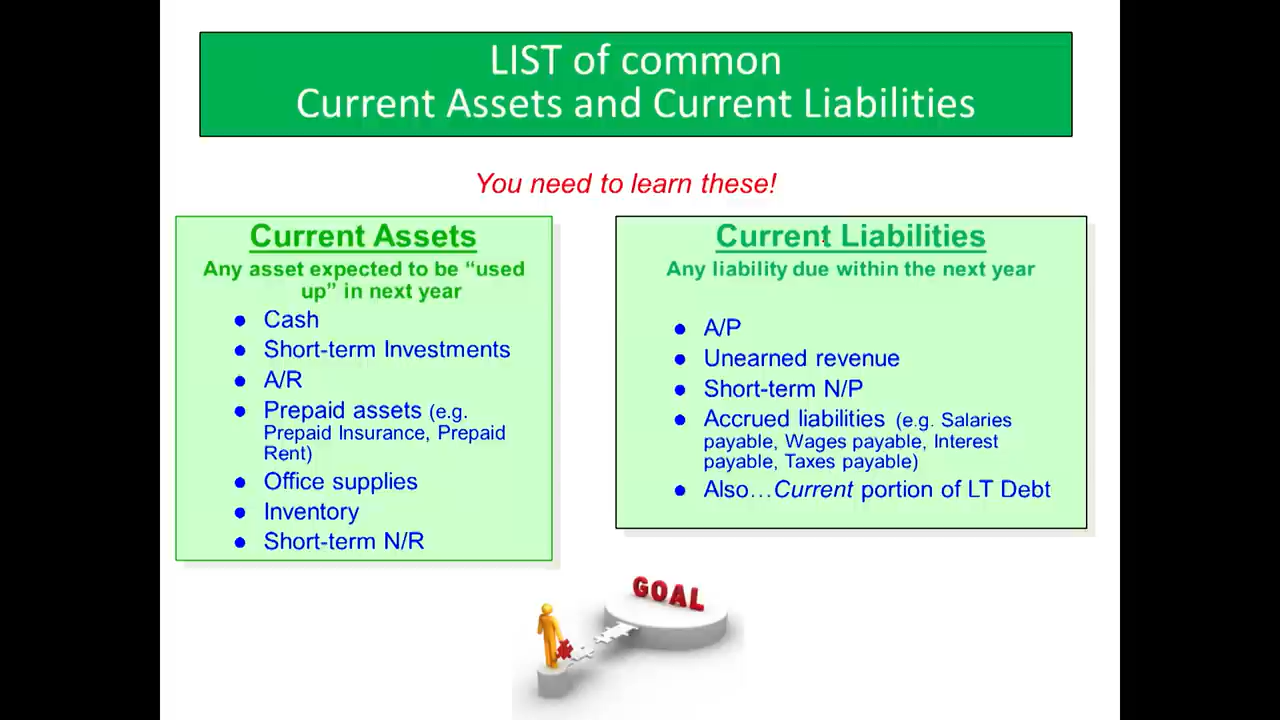 LIST of common
Current Assets and Current Liabilities
You need to learn these!
Current Assets
Any asset expected to be “used
up” in next year
● Cash
● Short-term Investments
● A/R
● Prepaid assets (e.g.
Prepaid Insurance, Prepaid
Rent)
● Office supplies
● Inventory
● Short-term N/R
Current Liabilities
Any liability due within the next year
● A/P
● Unearned revenue
● Short-term N/P
● Accrued liabilities (e.g. Salaries
payable, Wages payable, Interest
payable, Taxes payable)
● Also…Current portion of LT Debt
GOAL